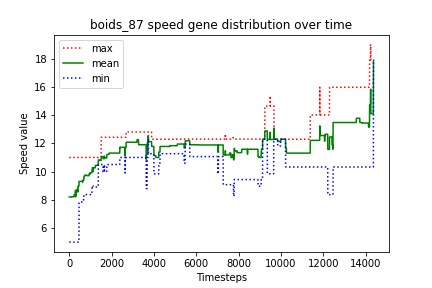 boids_87 speed gene distribution over time
max
mean
min
Speed value
18
16
14
12
10
8
6
0 2000 4000 6000 8000 10000 12000 14000
Timesteps